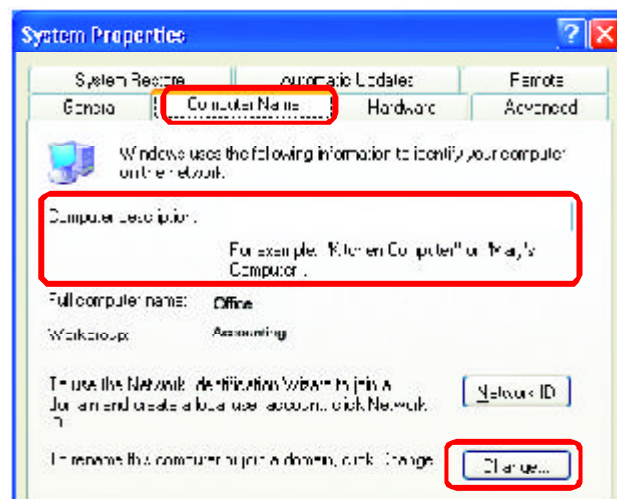 System Properties
System Restore Automatic Updates Remote
General Computer Name Hardware Advanced
Windows uses the following information to identify your computer
on the network.
Computer description:
For example: "Kitchen Computer" or "Mary's
Computer".
Full computer name: Office
Workgroup: Accounting
To use the Network Identification Wizard to join a
domain and create a local user account, click Network
ID.
Network ID
To rename this computer or join a domain, click Change.
Change...